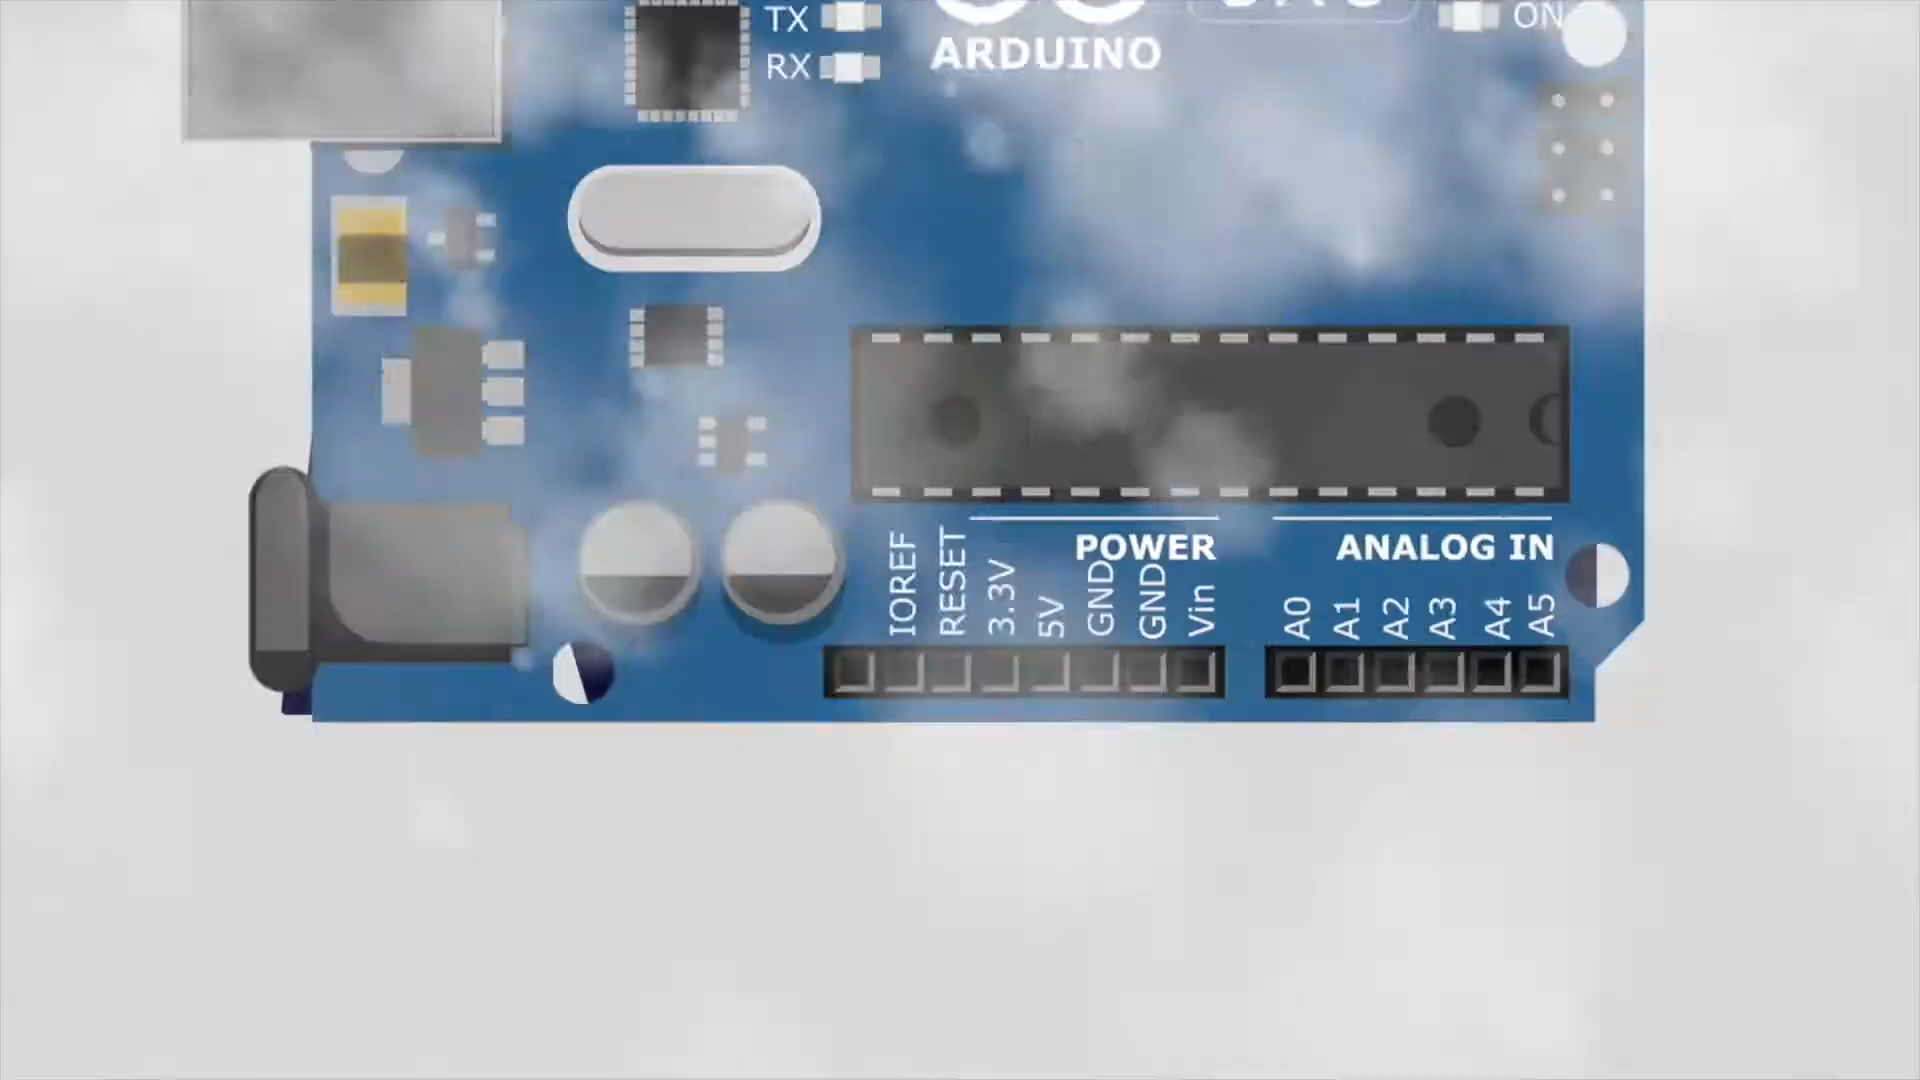 TX
ON
RX
ARDUINO
POWER
ANALOG IN
IOREF
RESET
3.3V
5V
GND
GND
Vin
A0
A1
A2
A3
A4
A5